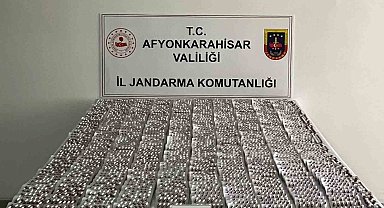 T.C.
AFYONKARAHİSAR
VALİLİĞİ
İL JANDARMA KOMUTANLIĞI